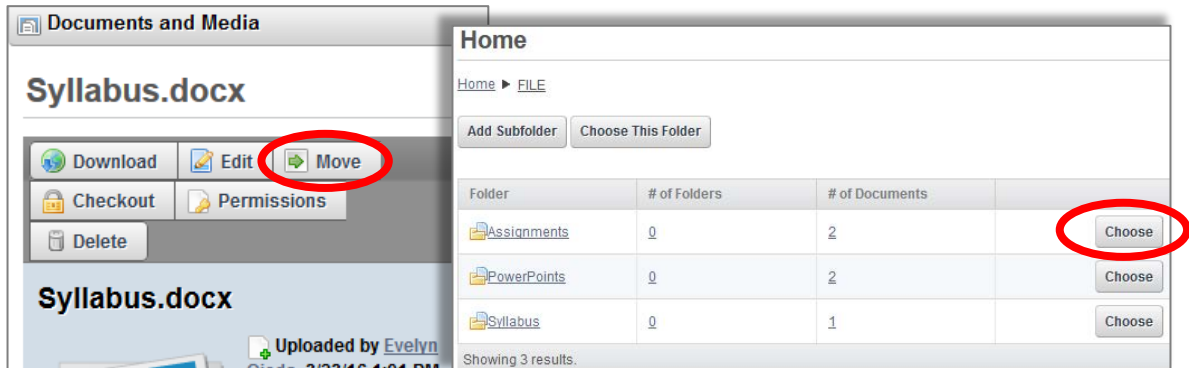 Documents and Media
Syllabus.docx
Download Edit Move
Checkout Permissions
Delete
Syllabus.docx
Uploaded by Evelyn
Home
Home ▶ FILE
Add Subfolder Choose This Folder
Folder # of Folders # of Documents
Assignments 0 2 Choose
PowerPoints 0 2 Choose
Syllabus 0 1 Choose
Showing 3 results.